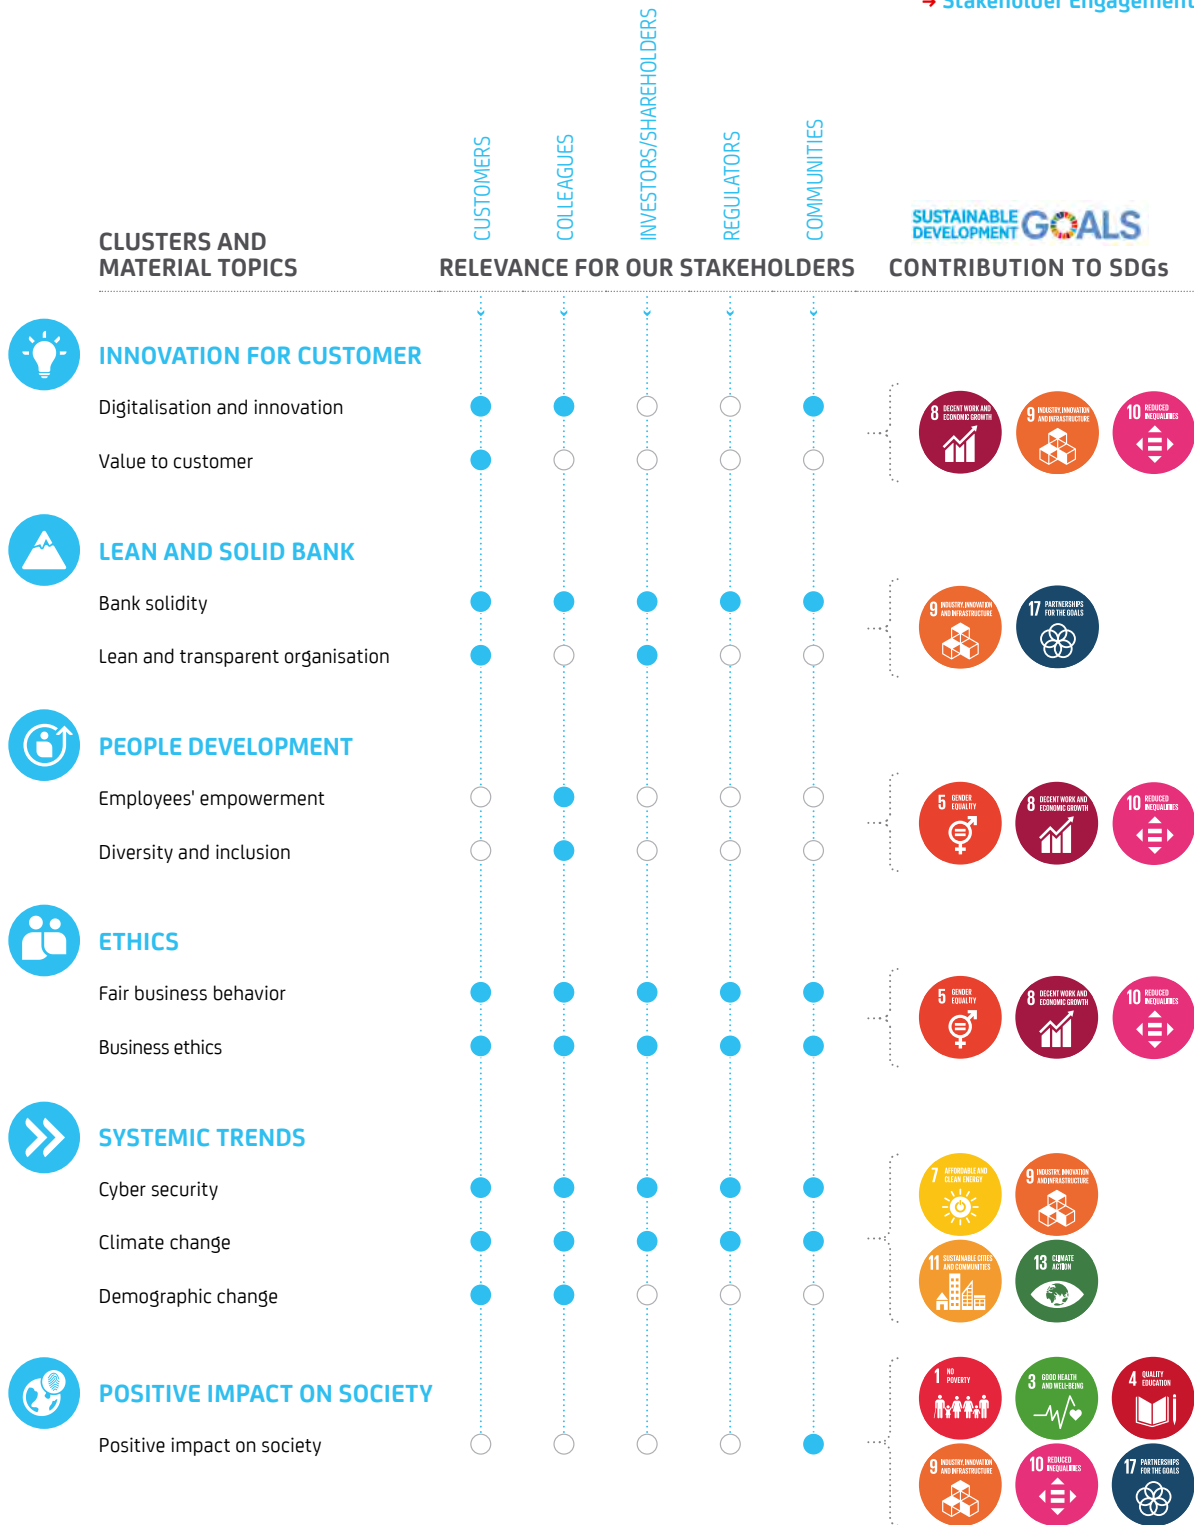 → Stakeholder Engagement
CUSTOMERS
COLLEAGUES
INVESTORS/SHAREHOLDERS
REGULATORS
COMMUNITIES
SUSTAINABLE
DEVELOPMENT GOALS
CLUSTERS AND
MATERIAL TOPICS
RELEVANCE FOR OUR STAKEHOLDERS
CONTRIBUTION TO SDGs
INNOVATION FOR CUSTOMER
Digitalisation and innovation
Value to customer
8 DECENT WORK AND
ECONOMIC GROWTH
9 INDUSTRY, INNOVATION
AND INFRASTRUCTURE
10 REDUCED
INEQUALITIES
LEAN AND SOLID BANK
Bank solidity
Lean and transparent organisation
9 INDUSTRY, INNOVATION
AND INFRASTRUCTURE
17 PARTNERSHIPS
FOR THE GOALS
PEOPLE DEVELOPMENT
Employees' empowerment
Diversity and inclusion
5 GENDER
EQUALITY
8 DECENT WORK AND
ECONOMIC GROWTH
10 REDUCED
INEQUALITIES
ETHICS
Fair business behavior
Business ethics
5 GENDER
EQUALITY
8 DECENT WORK AND
ECONOMIC GROWTH
10 REDUCED
INEQUALITIES
SYSTEMIC TRENDS
Cyber security
Climate change
Demographic change
7 AFFORDABLE AND
CLEAN ENERGY
9 INDUSTRY, INNOVATION
AND INFRASTRUCTURE
11 SUSTAINABLE CITIES
AND COMMUNITIES
13 CLIMATE
ACTION
POSITIVE IMPACT ON SOCIETY
Positive impact on society
1 NO
POVERTY
3 GOOD HEALTH
AND WELL-BEING
4 QUALITY
EDUCATION
9 INDUSTRY, INNOVATION
AND INFRASTRUCTURE
10 REDUCED
INEQUALITIES
17 PARTNERSHIPS
FOR THE GOALS